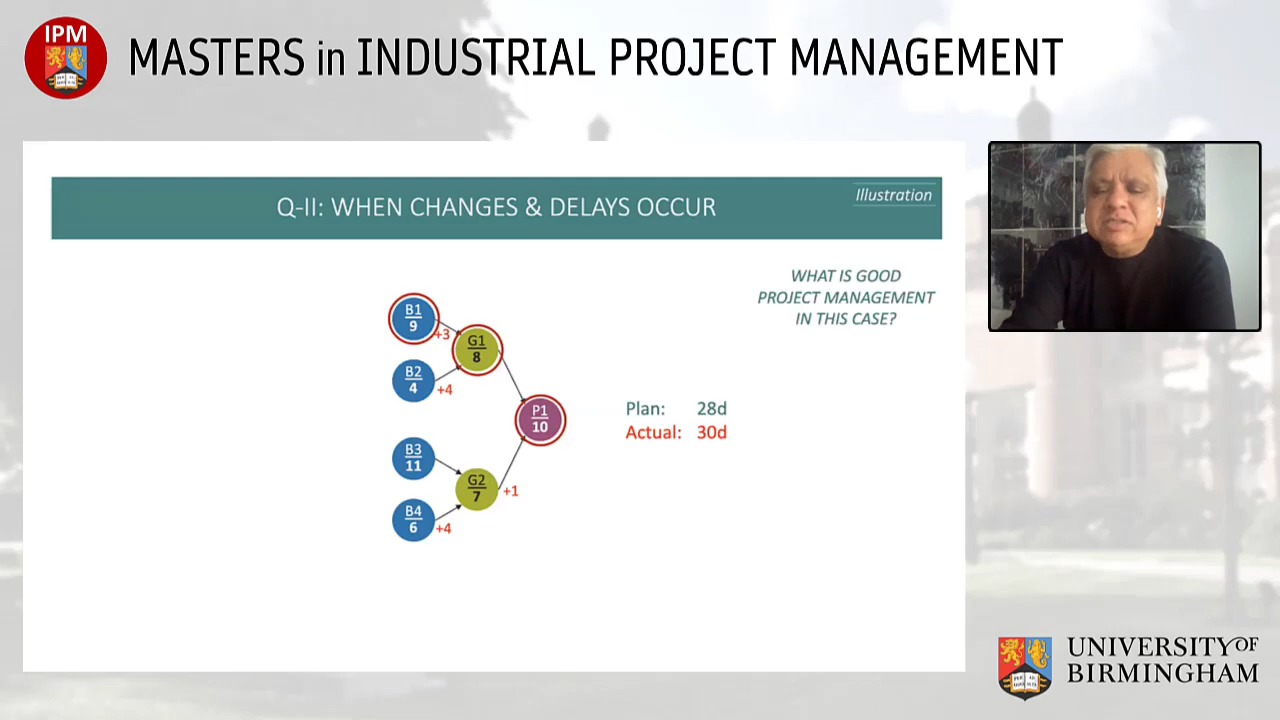 IPM
MASTERS in INDUSTRIAL PROJECT MANAGEMENT
Q-II: WHEN CHANGES & DELAYS OCCUR
Illustration
WHAT IS GOOD
PROJECT MANAGEMENT
IN THIS CASE?
B1
9
+3
G1
8
B2
4
+4
P1
10
Plan: 28d
Actual: 30d
B3
11
G2
7
+1
B4
6
+4
UNIVERSITY OF
BIRMINGHAM